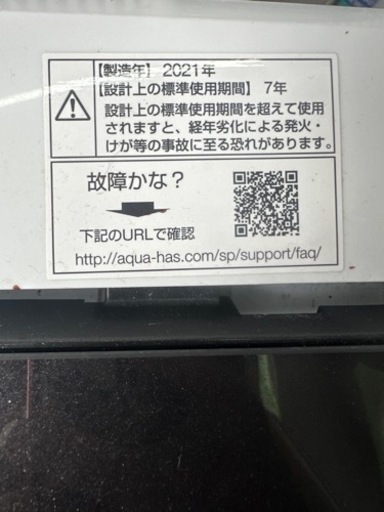 【製造年】 2021年
【設計上の標準使用期間】 7年
設計上の標準使用期間を超えて使用
されますと、経年劣化による発火・
けが等の事故に至る恐れがあります。
故障かな？
下記のURLで確認
http://aqua-has.com/sp/support/faq/